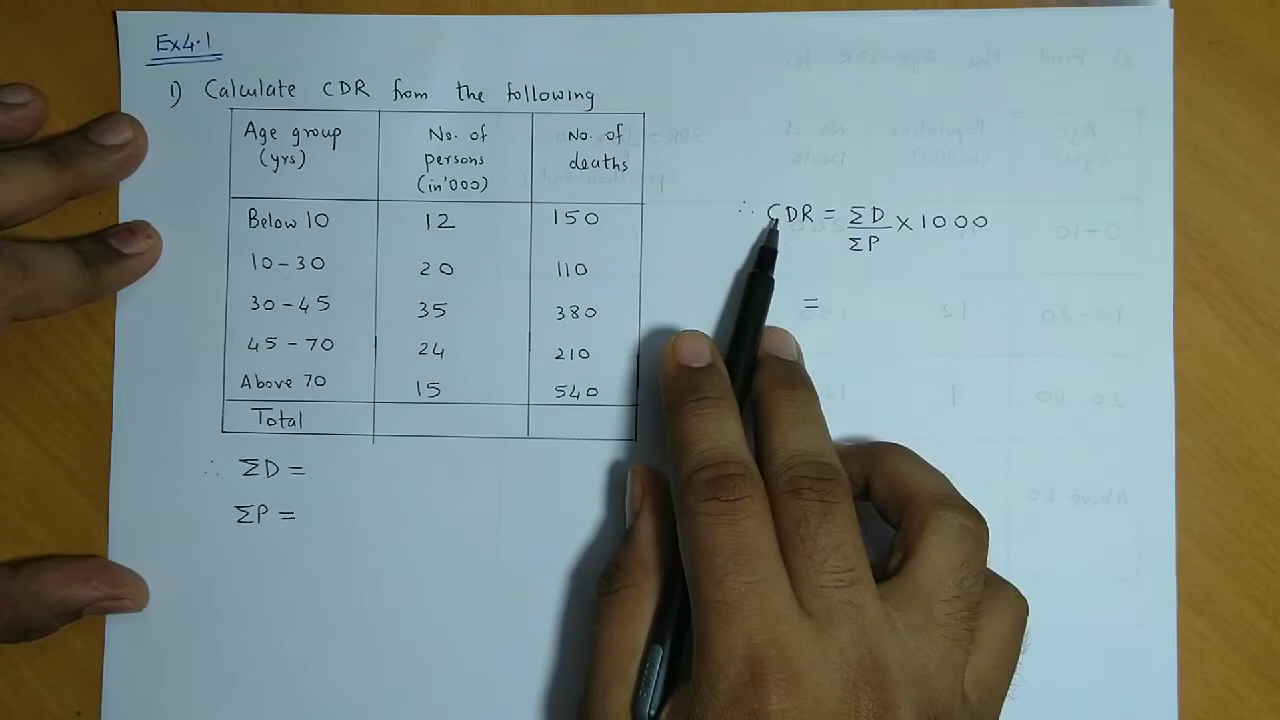 Ex4.1
1) Calculate CDR from the following
Age group (yrs) No. of persons (in'000) No. of deaths
Below 10 12 150
10-30 20 110
30-45 35 380
45-70 24 210
Above 70 15 540
Total
∴ ΣD =
ΣP =
∴ CDR = ΣD/ΣP × 1000
=